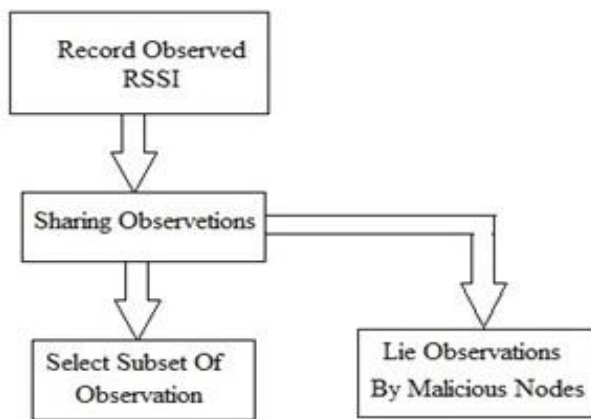 Record Observed
RSSI
Sharing Observetions
Select Subset Of
Observation
Lie Observations
By Malicious Nodes